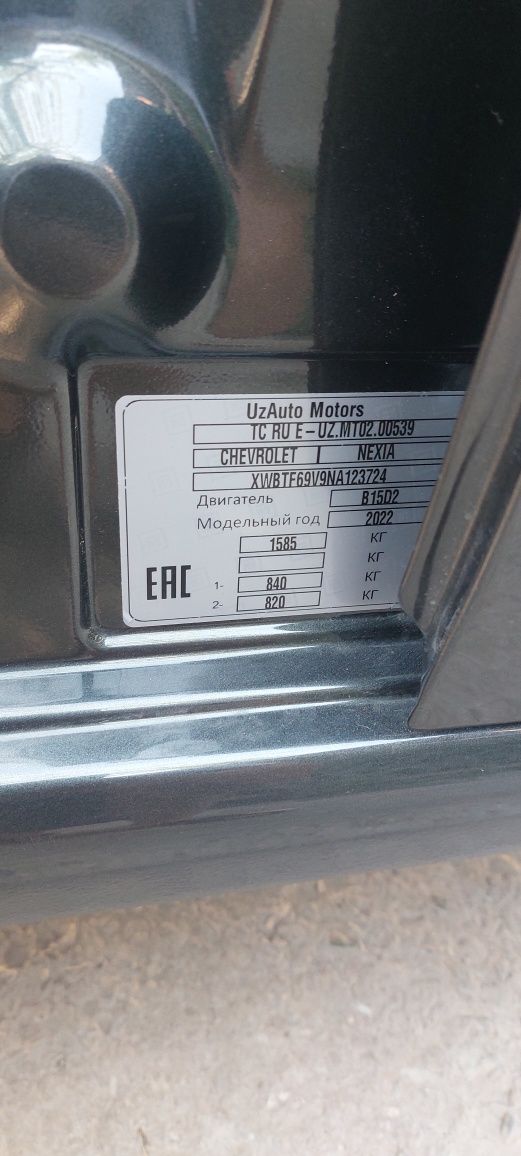 UzAuto Motors
TC RU E-UZ.MT02.00539
CHEVROLET NEXIA
XWBTF69V9NA123724
Двигатель B15D2
Модельный год 2022
1585 КГ
КГ
1- 840 КГ
2- 820 КГ
EAC